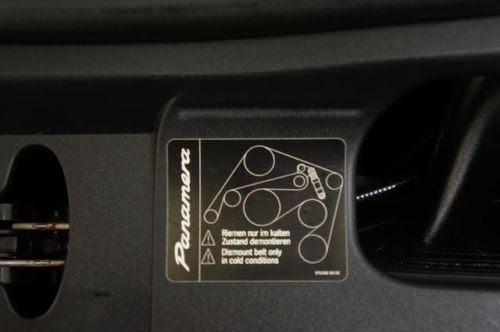 Panamera
Riemen nur im kalten
Zustand demontieren
Dismount belt only
in cold conditions